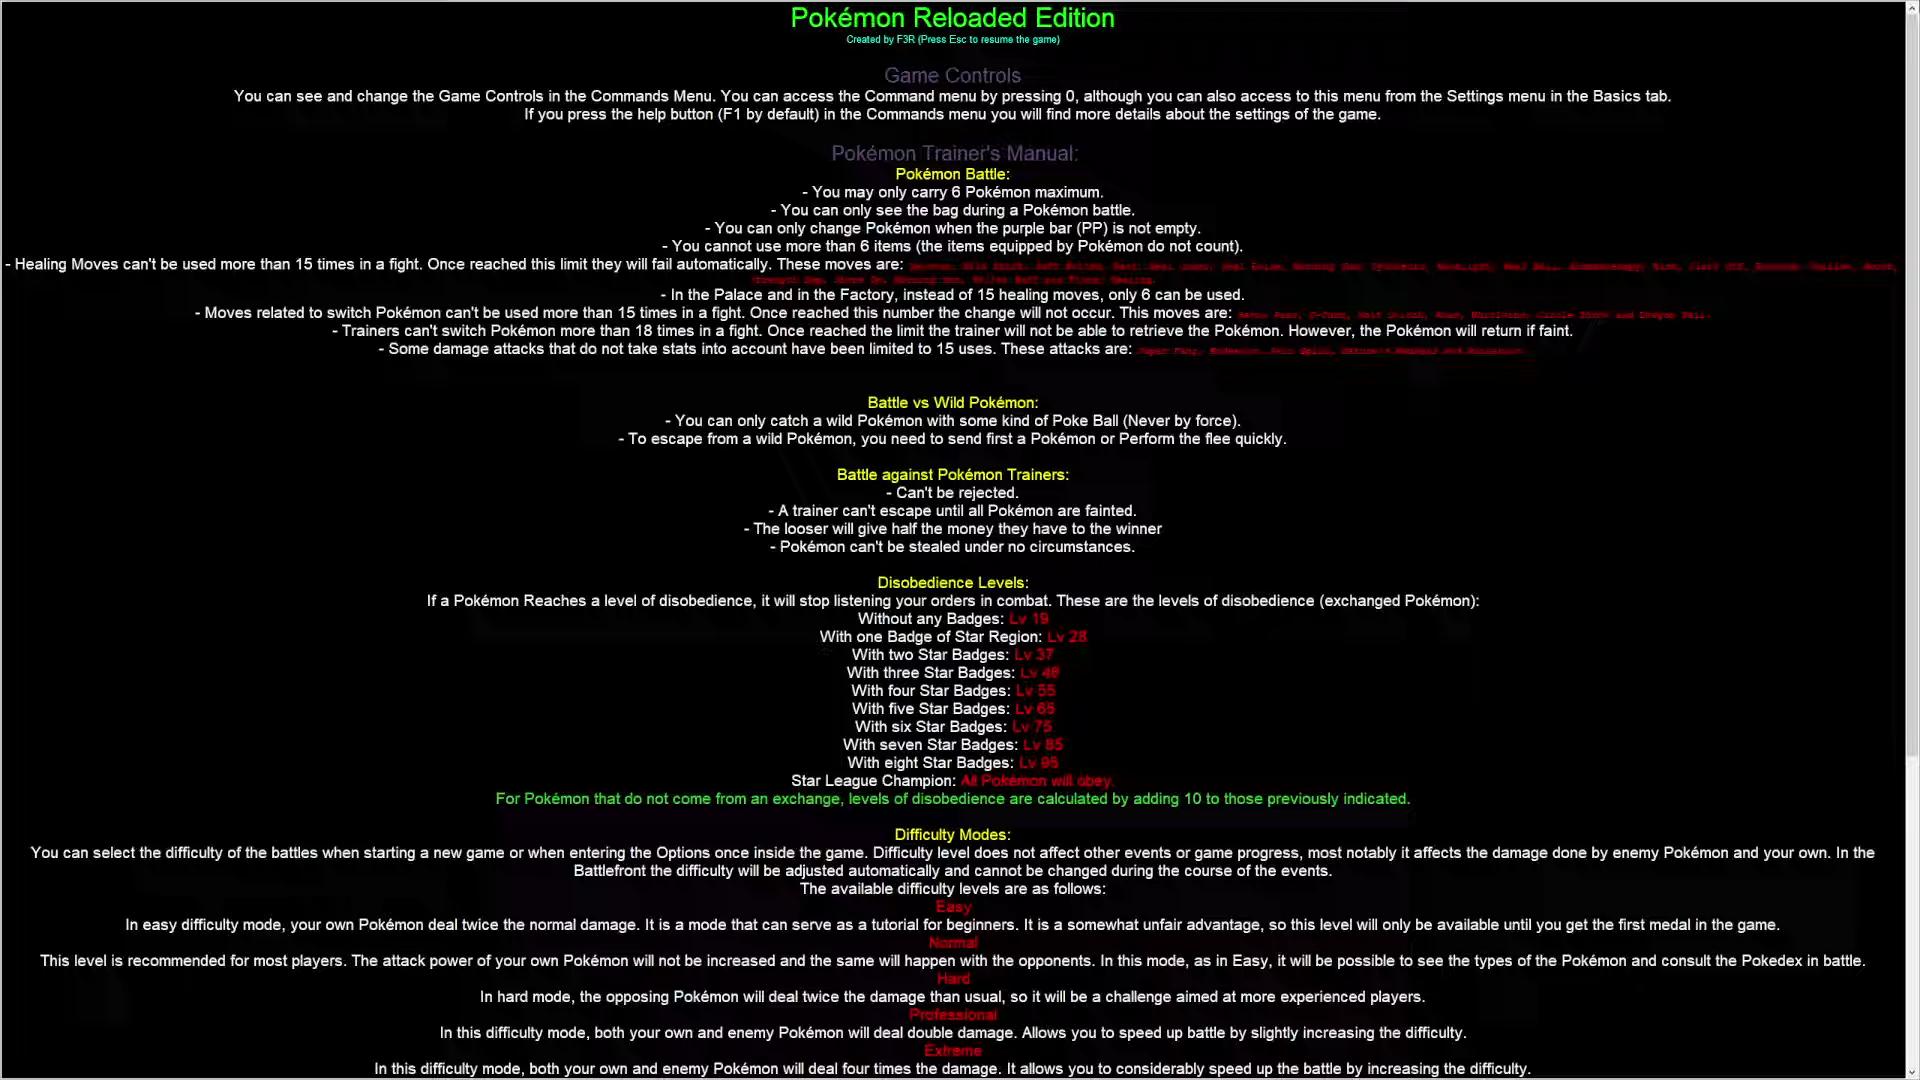 Pokémon Reloaded Edition
Created by F3R (Press Esc to resume the game)
Game Controls
You can see and change the Game Controls in the Commands Menu. You can access the Command menu by pressing 0, although you can also access to this menu from the Settings menu in the Basics tab.
If you press the help button (F1 by default) in the Commands menu you will find more details about the settings of the game.
Pokémon Trainer's Manual:
Pokémon Battle:
- You may only carry 6 Pokémon maximum.
- You can only see the bag during a Pokémon battle.
- You can only change Pokémon when the purple bar (PP) is not empty.
- You cannot use more than 6 items (the items equipped by Pokémon do not count).
- Healing Moves can't be used more than 15 times in a fight. Once reached this limit they will fail automatically. These moves are:
- In the Palace and in the Factory, instead of 15 healing moves, only 6 can be used.
- Moves related to switch Pokémon can't be used more than 15 times in a fight. Once reached this number the change will not occur. This moves are:
- Trainers can't switch Pokémon more than 18 times in a fight. Once reached the limit the trainer will not be able to retrieve the Pokémon. However, the Pokémon will return if faint.
- Some damage attacks that do not take stats into account have been limited to 15 uses. These attacks are:
Battle vs Wild Pokémon:
- You can only catch a wild Pokémon with some kind of Poke Ball (Never by force).
- To escape from a wild Pokémon, you need to send first a Pokémon or Perform the flee quickly.
Battle against Pokémon Trainers:
- Can't be rejected.
- A trainer can't escape until all Pokémon are fainted.
- The looser will give half the money they have to the winner
- Pokémon can't be stealed under no circumstances.
Disobedience Levels:
If a Pokémon Reaches a level of disobedience, it will stop listening your orders in combat. These are the levels of disobedience (exchanged Pokémon):
Without any Badges: Lv 19
With one Badge of Star Region: Lv 28
With two Star Badges: Lv 37
With three Star Badges: Lv 46
With four Star Badges: Lv 55
With five Star Badges: Lv 65
With six Star Badges: Lv 75
With seven Star Badges: Lv 85
With eight Star Badges: Lv 95
Star League Champion: All Pokémon will obey.
For Pokémon that do not come from an exchange, levels of disobedience are calculated by adding 10 to those previously indicated.
Difficulty Modes:
You can select the difficulty of the battles when starting a new game or when entering the Options once inside the game. Difficulty level does not affect other events or game progress, most notably it affects the damage done by enemy Pokémon and your own. In the
Battlefront the difficulty will be adjusted automatically and cannot be changed during the course of the events.
The available difficulty levels are as follows:
Easy
In easy difficulty mode, your own Pokémon deal twice the normal damage. It is a mode that can serve as a tutorial for beginners. It is a somewhat unfair advantage, so this level will only be available until you get the first medal in the game.
Normal
This level is recommended for most players. The attack power of your own Pokémon will not be increased and the same will happen with the opponents. In this mode, as in Easy, it will be possible to see the types of the Pokémon and consult the Pokedex in battle.
Hard
In hard mode, the opposing Pokémon will deal twice the damage than usual, so it will be a challenge aimed at more experienced players.
Professional
In this difficulty mode, both your own and enemy Pokémon will deal double damage. Allows you to speed up battle by slightly increasing the difficulty.
Extreme
In this difficulty mode, both your own and enemy Pokémon will deal four times the damage. It allows you to considerably speed up the battle by increasing the difficulty.